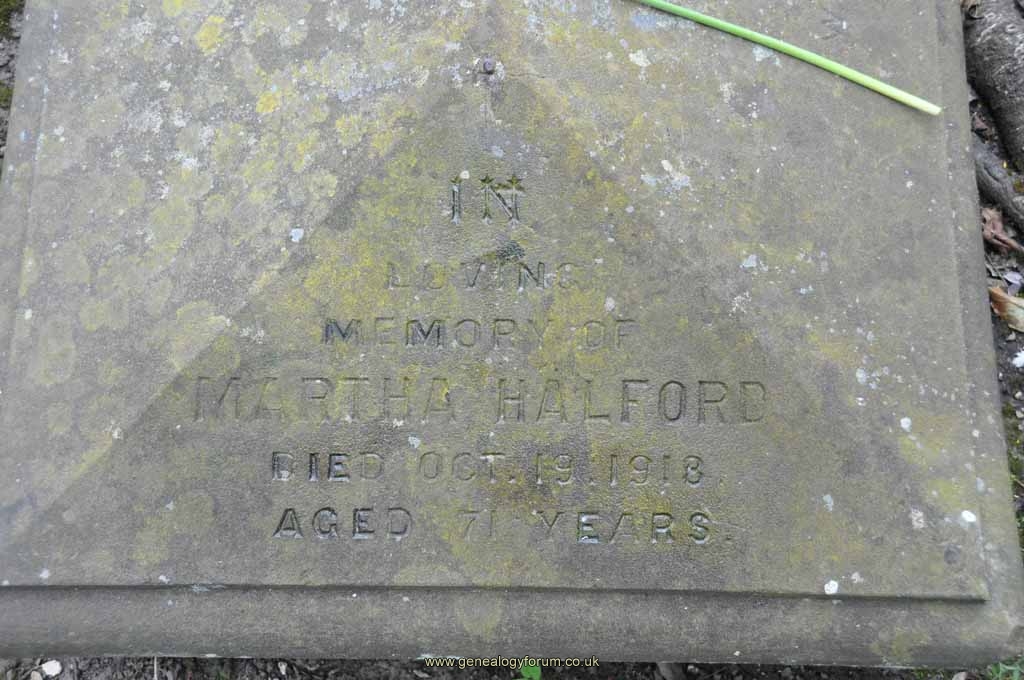 IN
LOVING
MEMORY OF
MARTHA HALFORD
DIED OCT. 19. 1918.
AGED 71 YEARS.
www.genealogyforum.co.uk